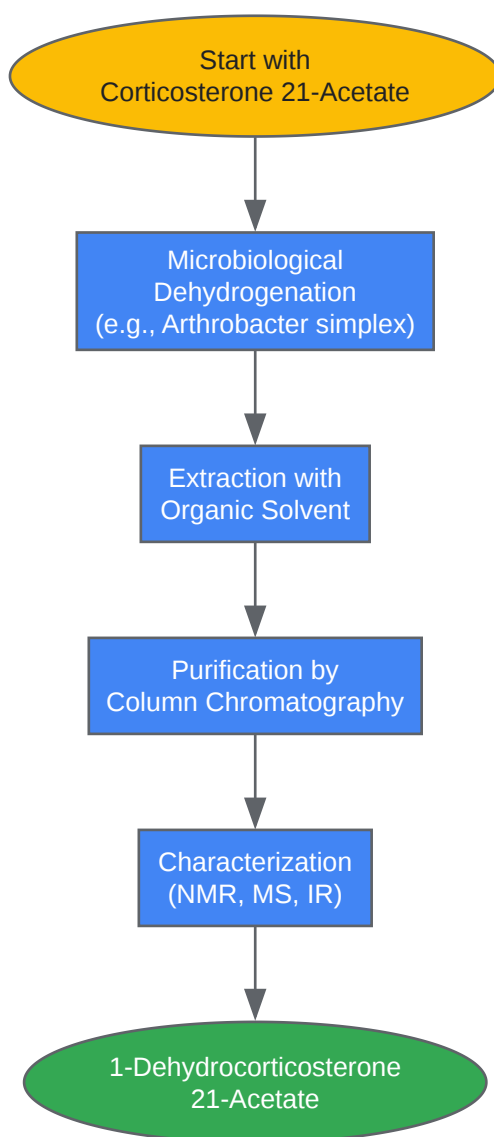 Start with
Corticosterone 21-Acetate
Microbiological
Dehydrogenation
(e.g., Arthrobacter simplex)
Extraction with
Organic Solvent
Purification by
Column Chromatography
Characterization
(NMR, MS, IR)
1-Dehydrocorticosterone
21-Acetate